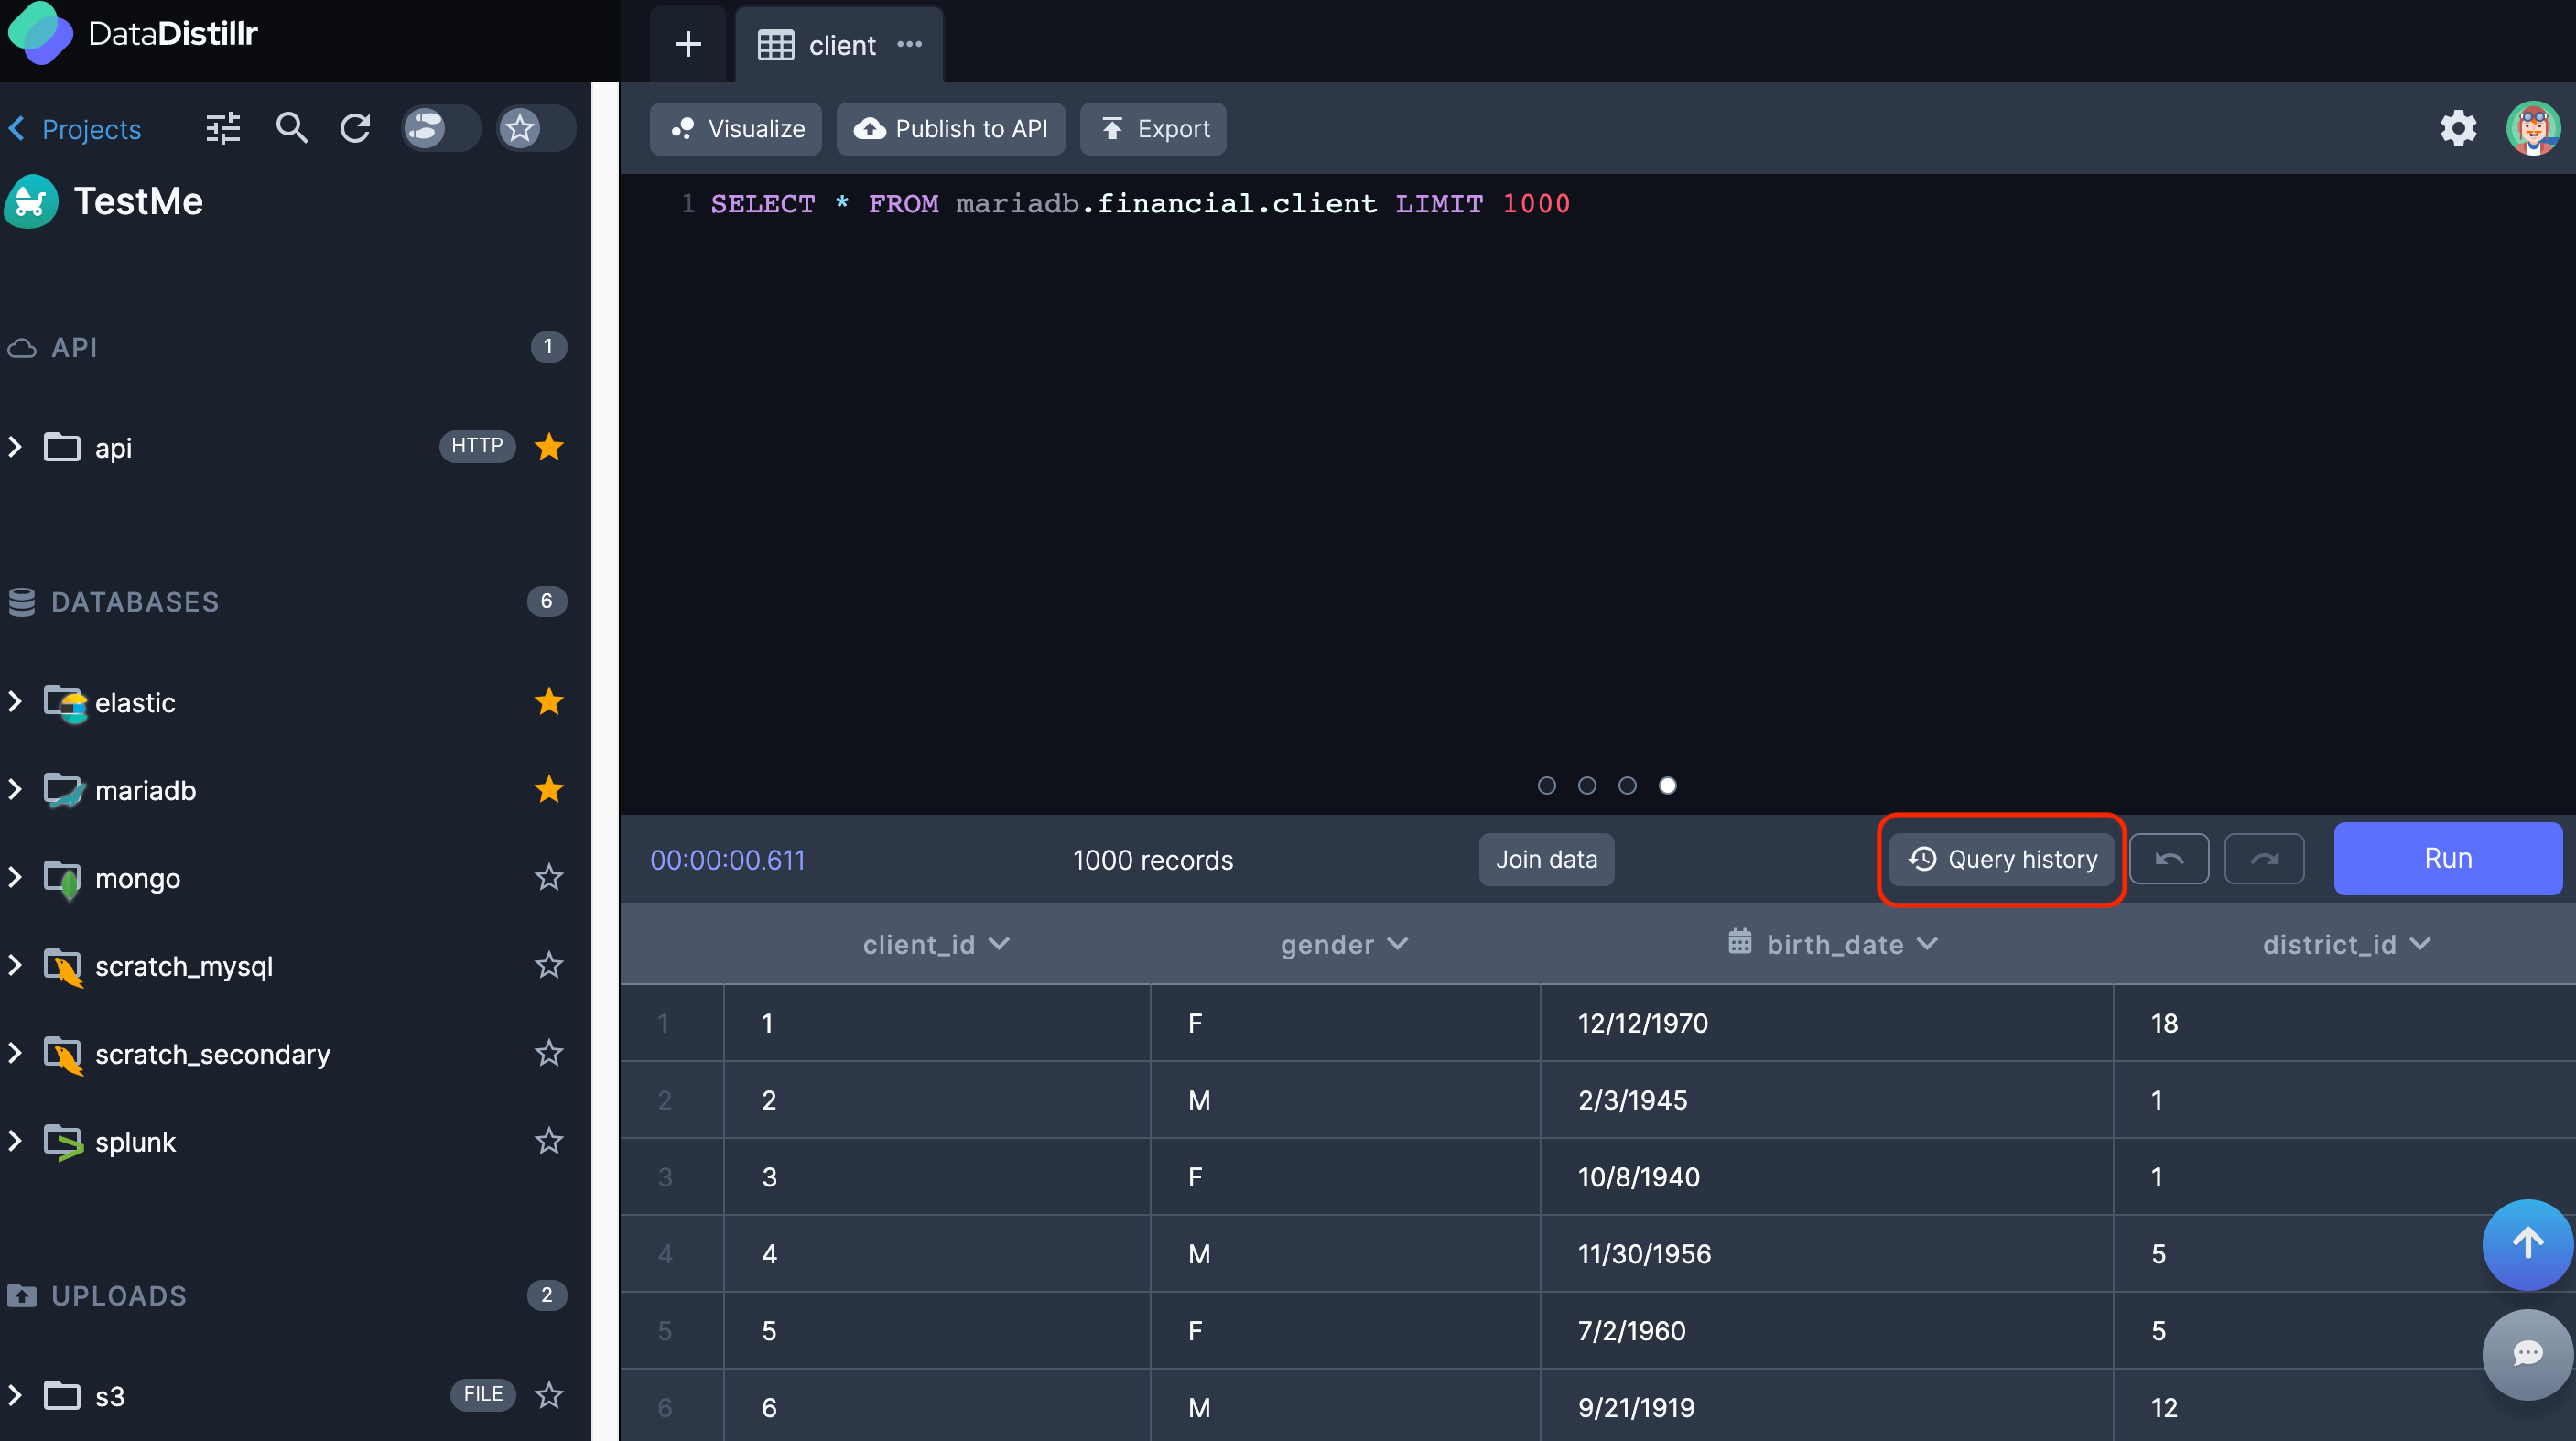 DataDistillr
client ...
Projects
Visualize
Publish to API
Export
TestMe
1 SELECT * FROM mariadb.financial.client LIMIT 1000
API 1
api HTTP
DATABASES 6
elastic
mariadb
mongo
scratch_mysql
scratch_secondary
splunk
UPLOADS 2
s3 FILE
00:00:00.611 1000 records Join data Query history Run
client_id gender birth_date district_id
1 1 F 12/12/1970 18
2 2 M 2/3/1945 1
3 3 F 10/8/1940 1
4 4 M 11/30/1956 5
5 5 F 7/2/1960 5
6 6 M 9/21/1919 12